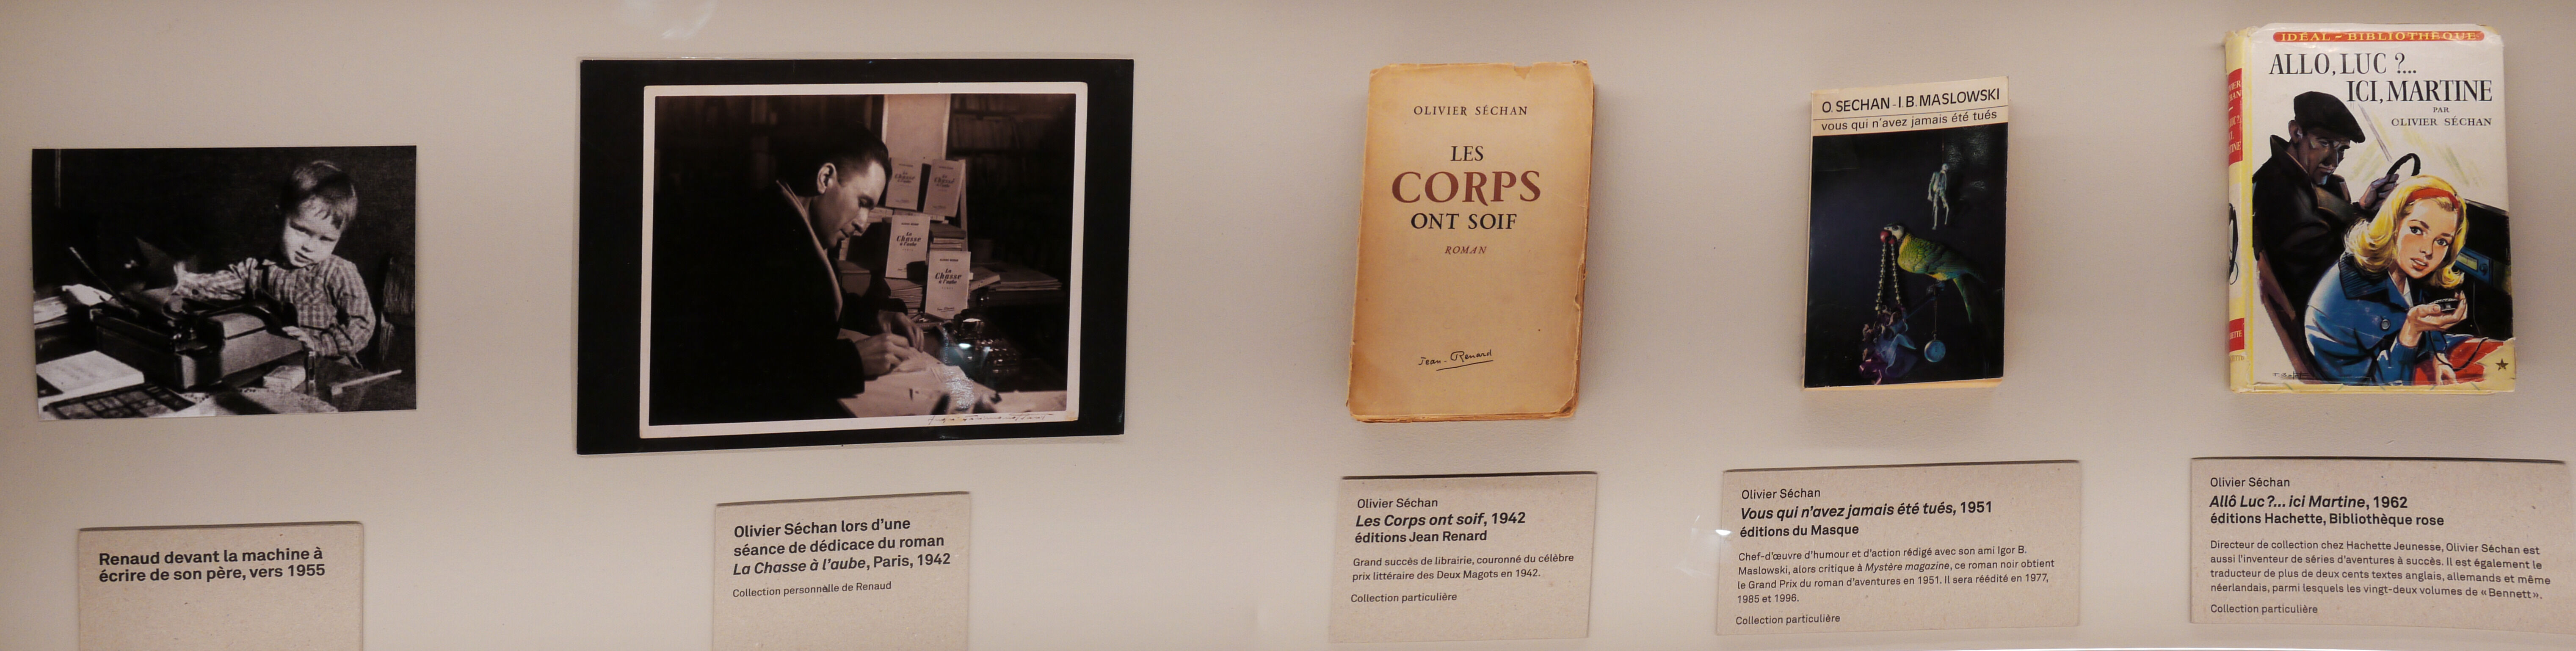 Renaud devant la machine à
écrire de son père, vers 1955
La
Chasse
à l'aube
La
Chasse
à l'aube
Olivier Séchan lors d'une
séance de dédicace du roman
La Chasse à l'aube, Paris, 1942
Collection personnelle de Renaud
OLIVIER SÉCHAN
LES
CORPS
ONT SOIF
ROMAN
Jean-Renard
Olivier Séchan
Les Corps ont soif, 1942
éditions Jean Renard
Grand succès de librairie, couronné du célèbre
prix littéraire des Deux Magots en 1942.
Collection particulière
O. SECHAN - I. B. MASLOWSKI
vous qui n'avez jamais été tués
Olivier Séchan
Vous qui n'avez jamais été tués, 1951
éditions du Masque
Chef-d'œuvre d'humour et d'action rédigé avec son ami Igor B.
Maslowski, alors critique à Mystère magazine, ce roman noir obtient
le Grand Prix du roman d'aventures en 1951. Il sera réédité en 1977,
1985 et 1996.
Collection particulière
IDÉAL - BIBLIOTHÈQUE
ALLO, LUC ?...
ICI, MARTINE
PAR
OLIVIER SÉCHAN
Olivier Séchan
Allô Luc ?... ici Martine, 1962
éditions Hachette, Bibliothèque rose
Directeur de collection chez Hachette Jeunesse, Olivier Séchan est
aussi l'inventeur de séries d'aventures à succès. Il est également le
traducteur de plus de deux cents textes anglais, allemands et même
néerlandais, parmi lesquels les vingt-deux volumes de « Bennett ».
Collection particulière